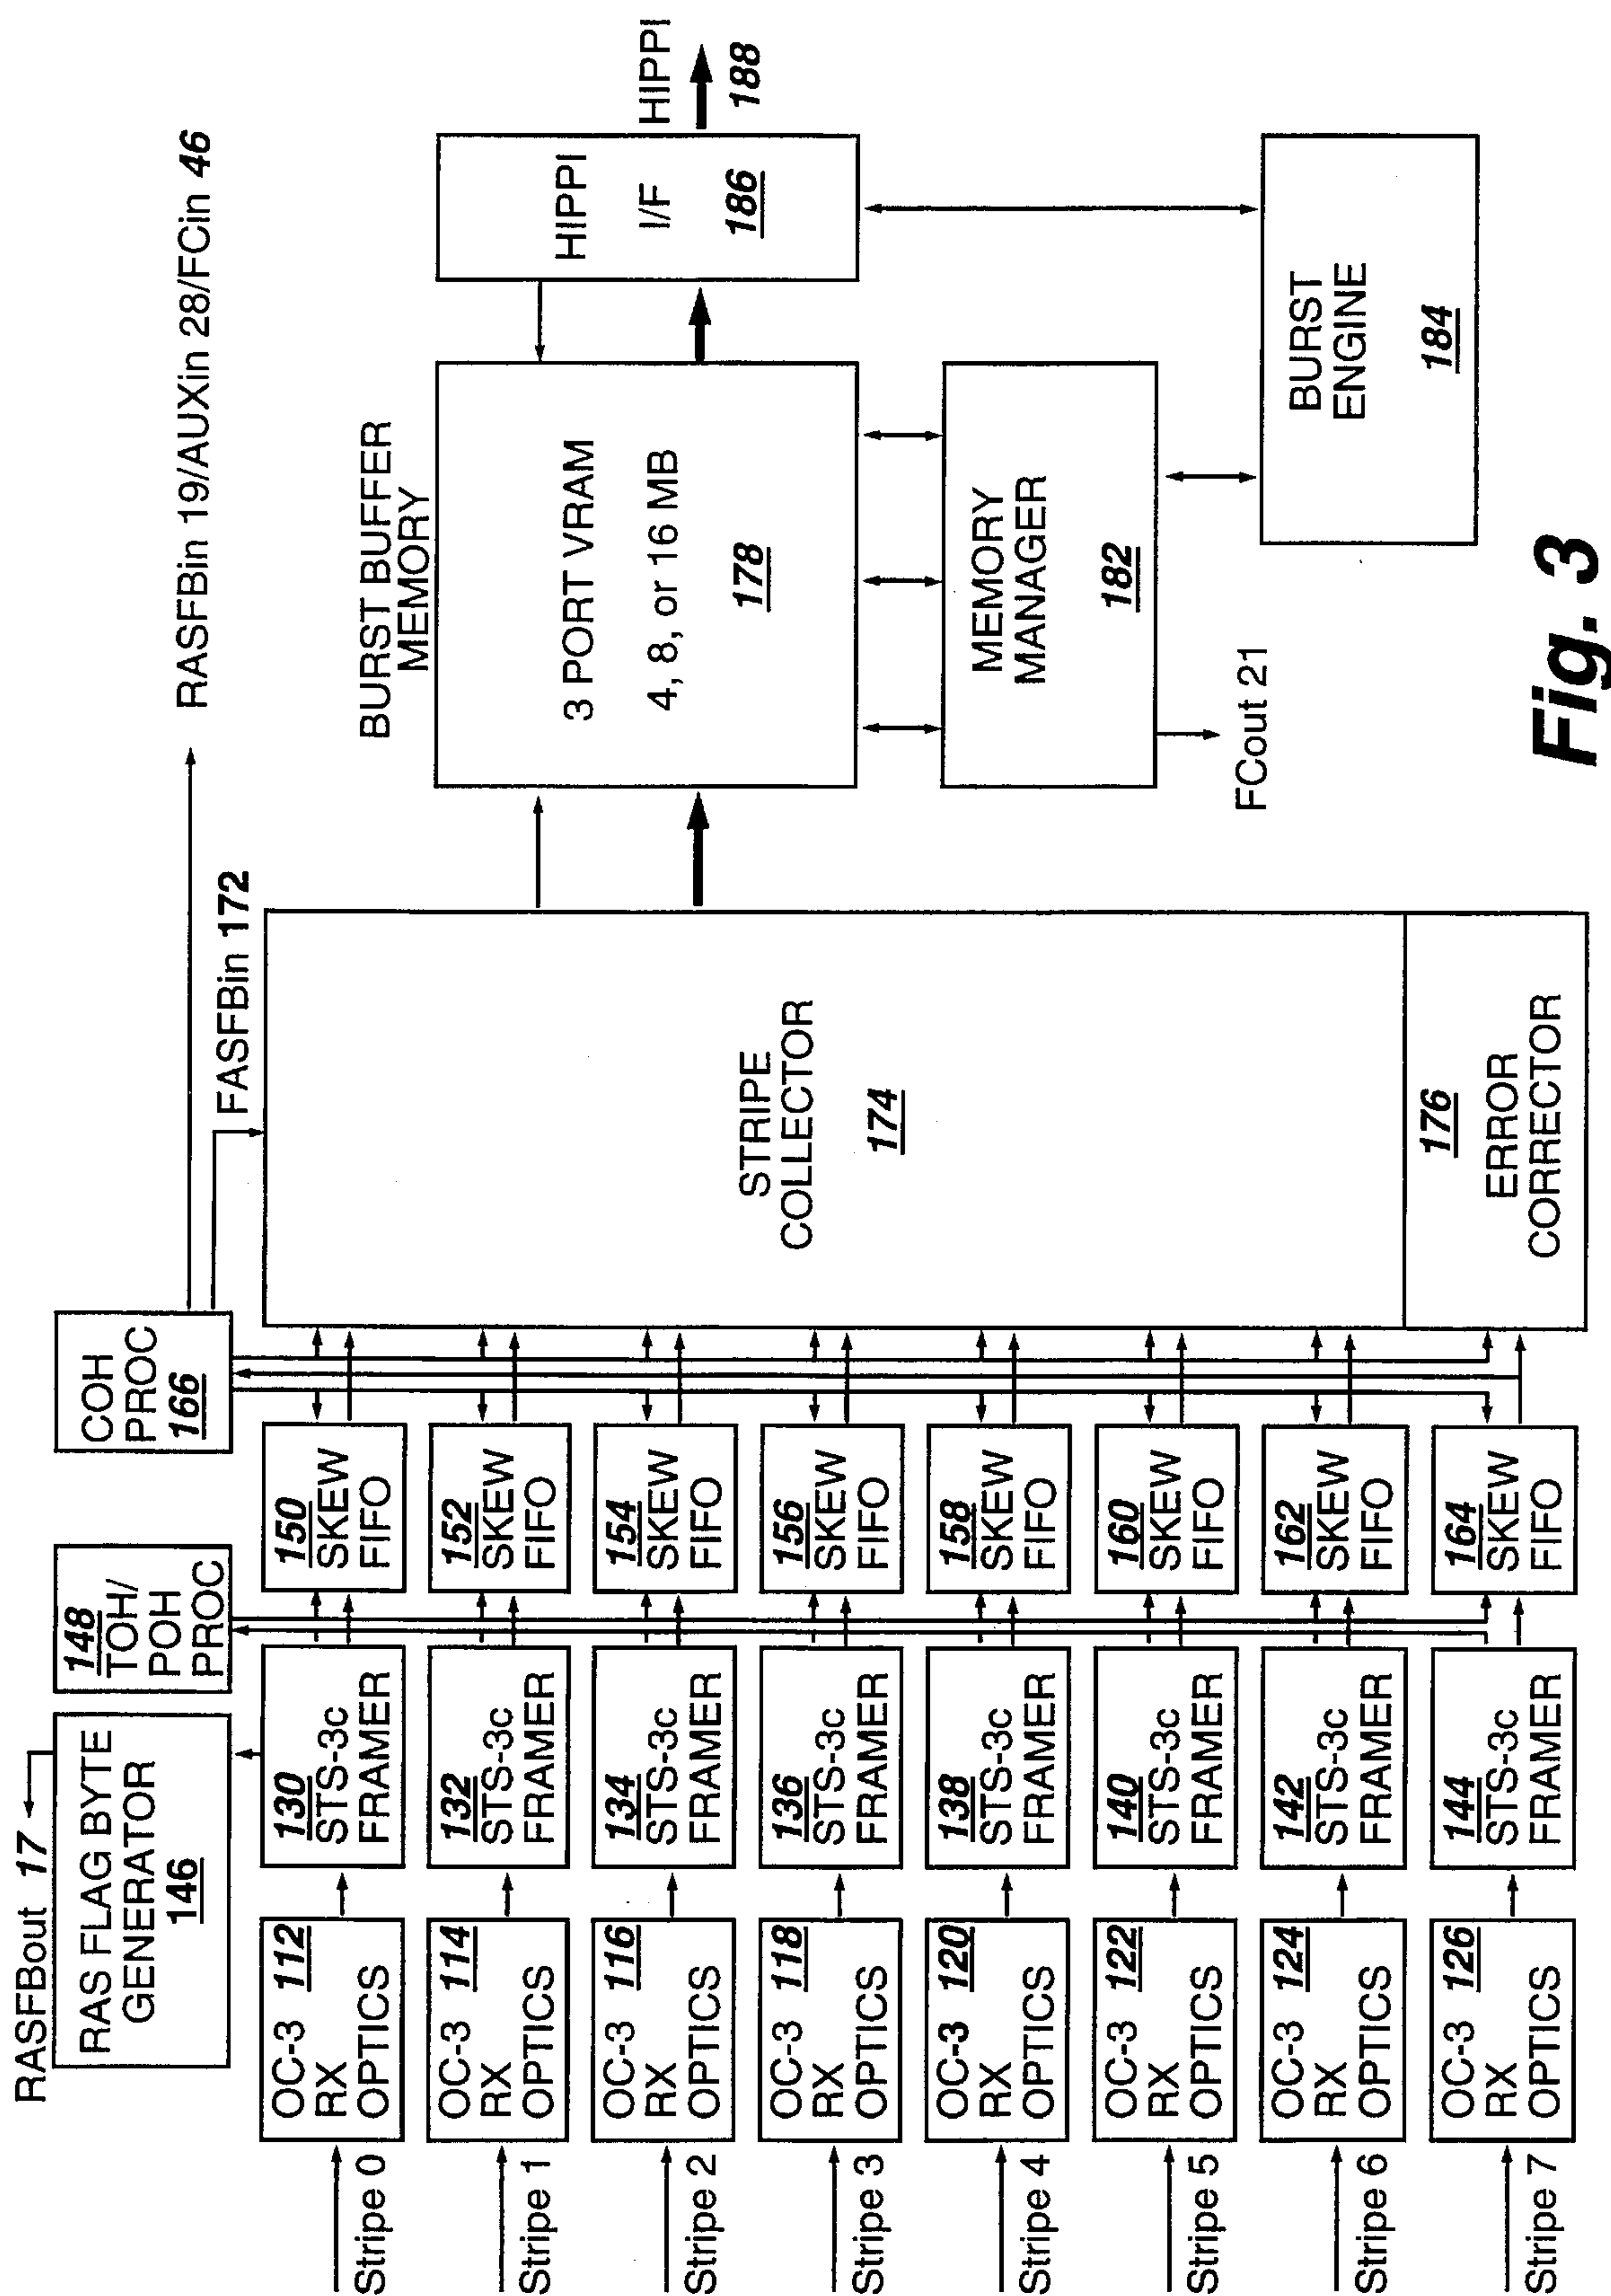 RASFBout 17
RAS FLAG BYTE
GENERATOR
146
148
TOH/
POH
PROC
COH
PROC
166
RASFBin 19/AUXin 28/FCin 46
FASFBin 172
Stripe 0
OC-3 112
RX
OPTICS
130
STS-3c
FRAMER
150
SKEW
FIFO
Stripe 1
OC-3 114
RX
OPTICS
132
STS-3c
FRAMER
152
SKEW
FIFO
Stripe 2
OC-3 116
RX
OPTICS
134
STS-3c
FRAMER
154
SKEW
FIFO
Stripe 3
OC-3 118
RX
OPTICS
136
STS-3c
FRAMER
156
SKEW
FIFO
Stripe 4
OC-3 120
RX
OPTICS
138
STS-3c
FRAMER
158
SKEW
FIFO
Stripe 5
OC-3 122
RX
OPTICS
140
STS-3c
FRAMER
160
SKEW
FIFO
Stripe 6
OC-3 124
RX
OPTICS
142
STS-3c
FRAMER
162
SKEW
FIFO
Stripe 7
OC-3 126
RX
OPTICS
144
STS-3c
FRAMER
164
SKEW
FIFO
STRIPE
COLLECTOR
174
176
ERROR
CORRECTOR
BURST BUFFER
MEMORY
3 PORT VRAM
4, 8, or 16 MB
178
MEMORY
MANAGER
182
FCout 21
HIPPI
I/F
186
HIPPI
188
BURST
ENGINE
184
Fig. 3